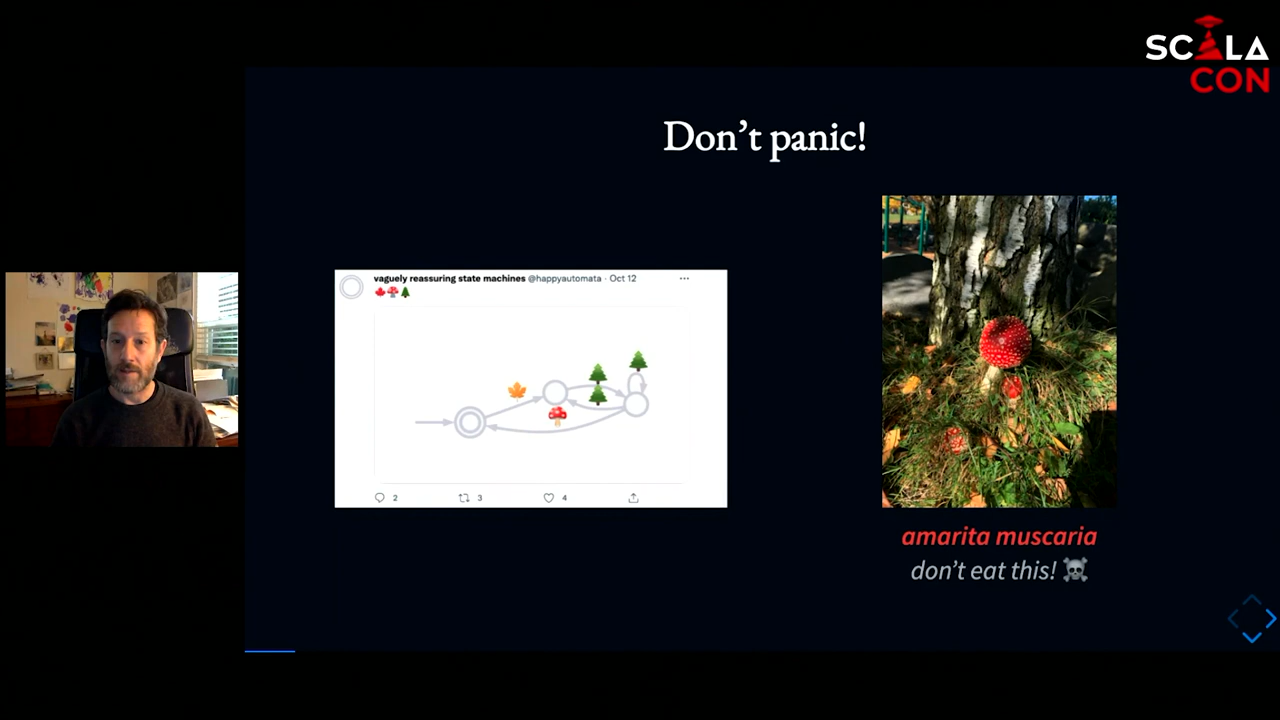 SCALA
CON
Don't panic!
vaguely reassuring state machines @happyautomata · Oct 12
🍁🍄🌲
2
3
4
amarita muscaria
don't eat this! ☠